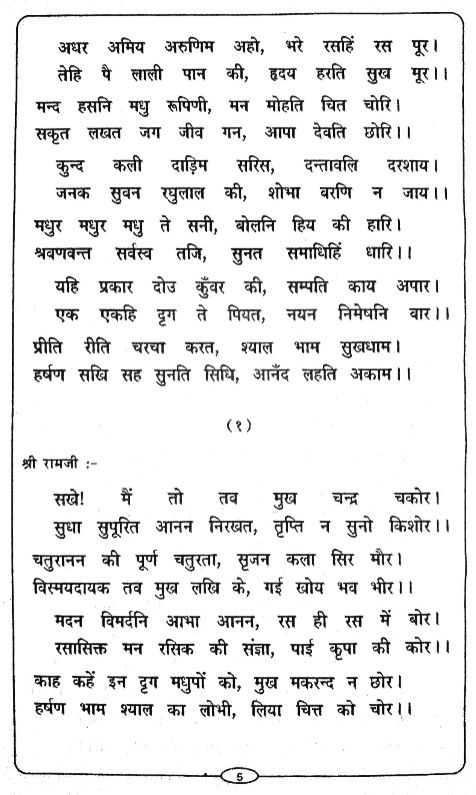 अधर अमिय अरुणिम अहो, भरे रसहिं रस पूर।
तेहि पै लाली पान की, हृदय हरति सुख मूर।।
मन्द हसनि मधु रूपिणी, मन मोहति चित चोरि।
सकृत लखत जग जीव गन, आपा देवति छोरि।।
कुन्द कली दाड़िम सरिस, दन्तावलि दरशाय।
जनक सुवन रघुलाल की, शोभा वरणि न जाय।।
मधुर मधुर मधु ते सनी, बोलनि हिय की हारि।
श्रवणवन्त सर्वस्व तजि, सुनत समाधिहिं धारि।।
यहि प्रकार दोउ कुँवर की, सम्पति काय अपार।
एक एकहि दृग ते पियत, नयन निमेषनि वार।।
प्रीति रीति चरचा करत, श्याल भाम सुखधाम।
हर्षण सखि सह सुनति सिधि, आनँद लहति अकाम।।
(१)
श्री रामजी :-
सखे! मैं तो तव मुख चन्द्र चकोर।
सुधा सुपूरित आनन निरखत, तृप्ति न सुनो किशोर।।
चतुरानन की पूर्ण चतुरता, सृजन कला सिर मौर।
विस्मयदायक तव मुख लखि के, गई खोय भव भीर।।
मदन विमर्दनि आभा आनन, रस ही रस में बोर।
रसासिक्त मन रसिक की संज्ञा, पाई कृपा की कोर।।
काह कहें इन दृग मधुपों को, मुख मकरन्द न छोर।
हर्षण भाम श्याल का लोभी, लिया चित्त को चोर।।
5